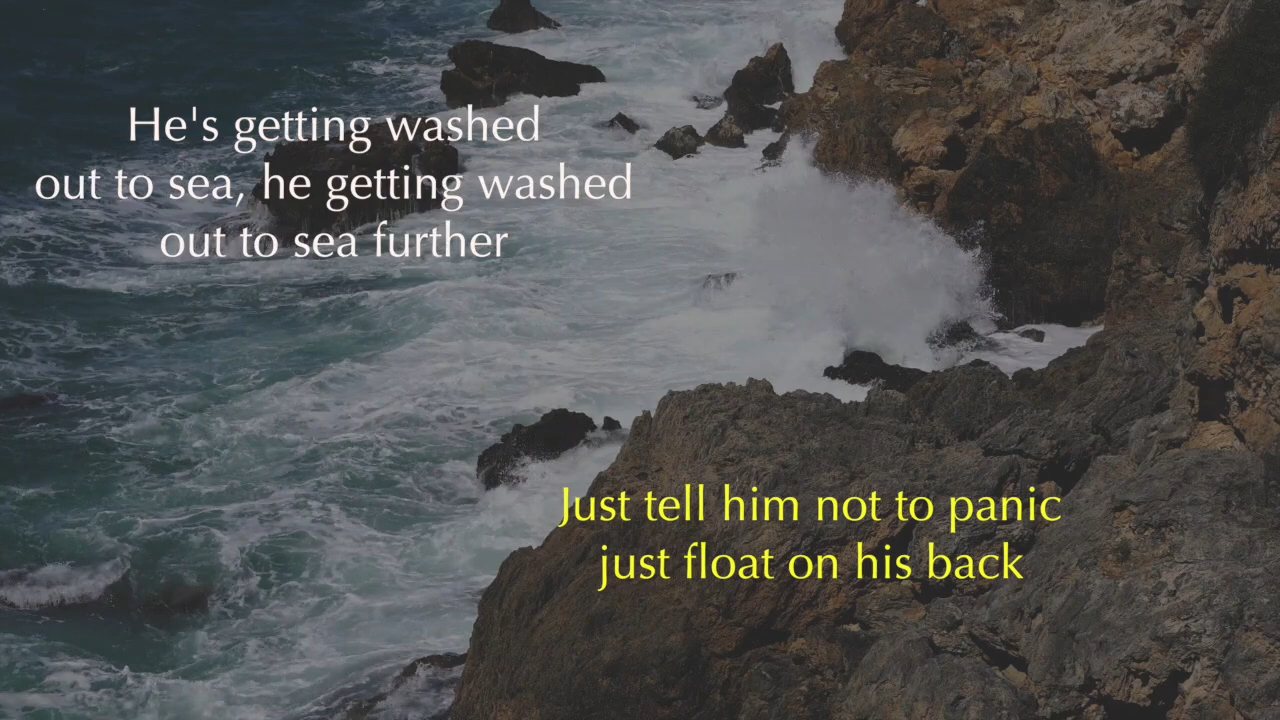 He's getting washed
out to sea, he getting washed
out to sea further
Just tell him not to panic
just float on his back